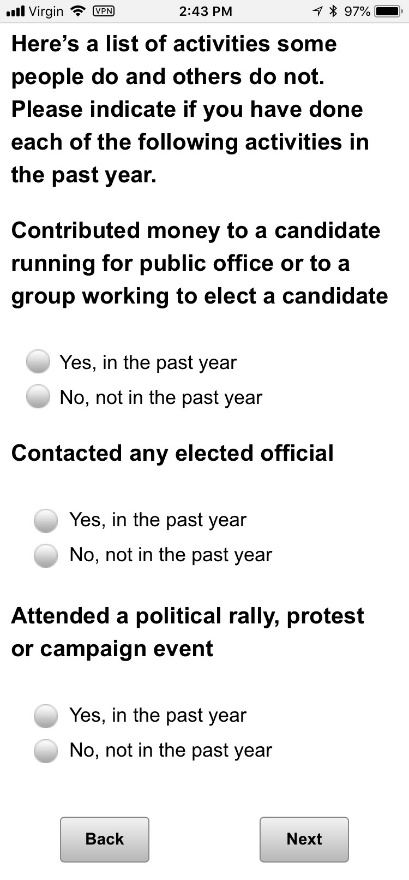 Virgin VPN 2:43 PM 97%
Here’s a list of activities some
people do and others do not.
Please indicate if you have done
each of the following activities in
the past year.
Contributed money to a candidate
running for public office or to a
group working to elect a candidate
Yes, in the past year
No, not in the past year
Contacted any elected official
Yes, in the past year
No, not in the past year
Attended a political rally, protest
or campaign event
Yes, in the past year
No, not in the past year
Back Next